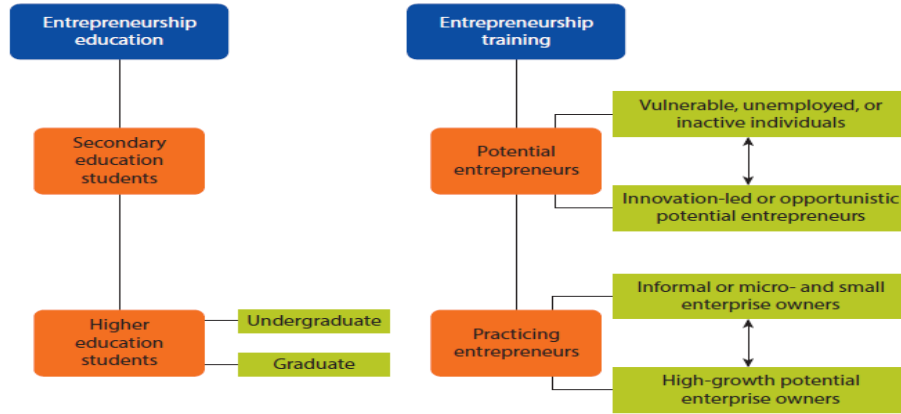 Entrepreneurship
education
Secondary
education
students
Higher
education
students
Undergraduate
Graduate
Entrepreneurship
training
Potential
entrepreneurs
Vulnerable, unemployed, or
inactive individuals
Innovation-led or opportunistic
potential entrepreneurs
Practicing
entrepreneurs
Informal or micro- and small
enterprise owners
High-growth potential
enterprise owners